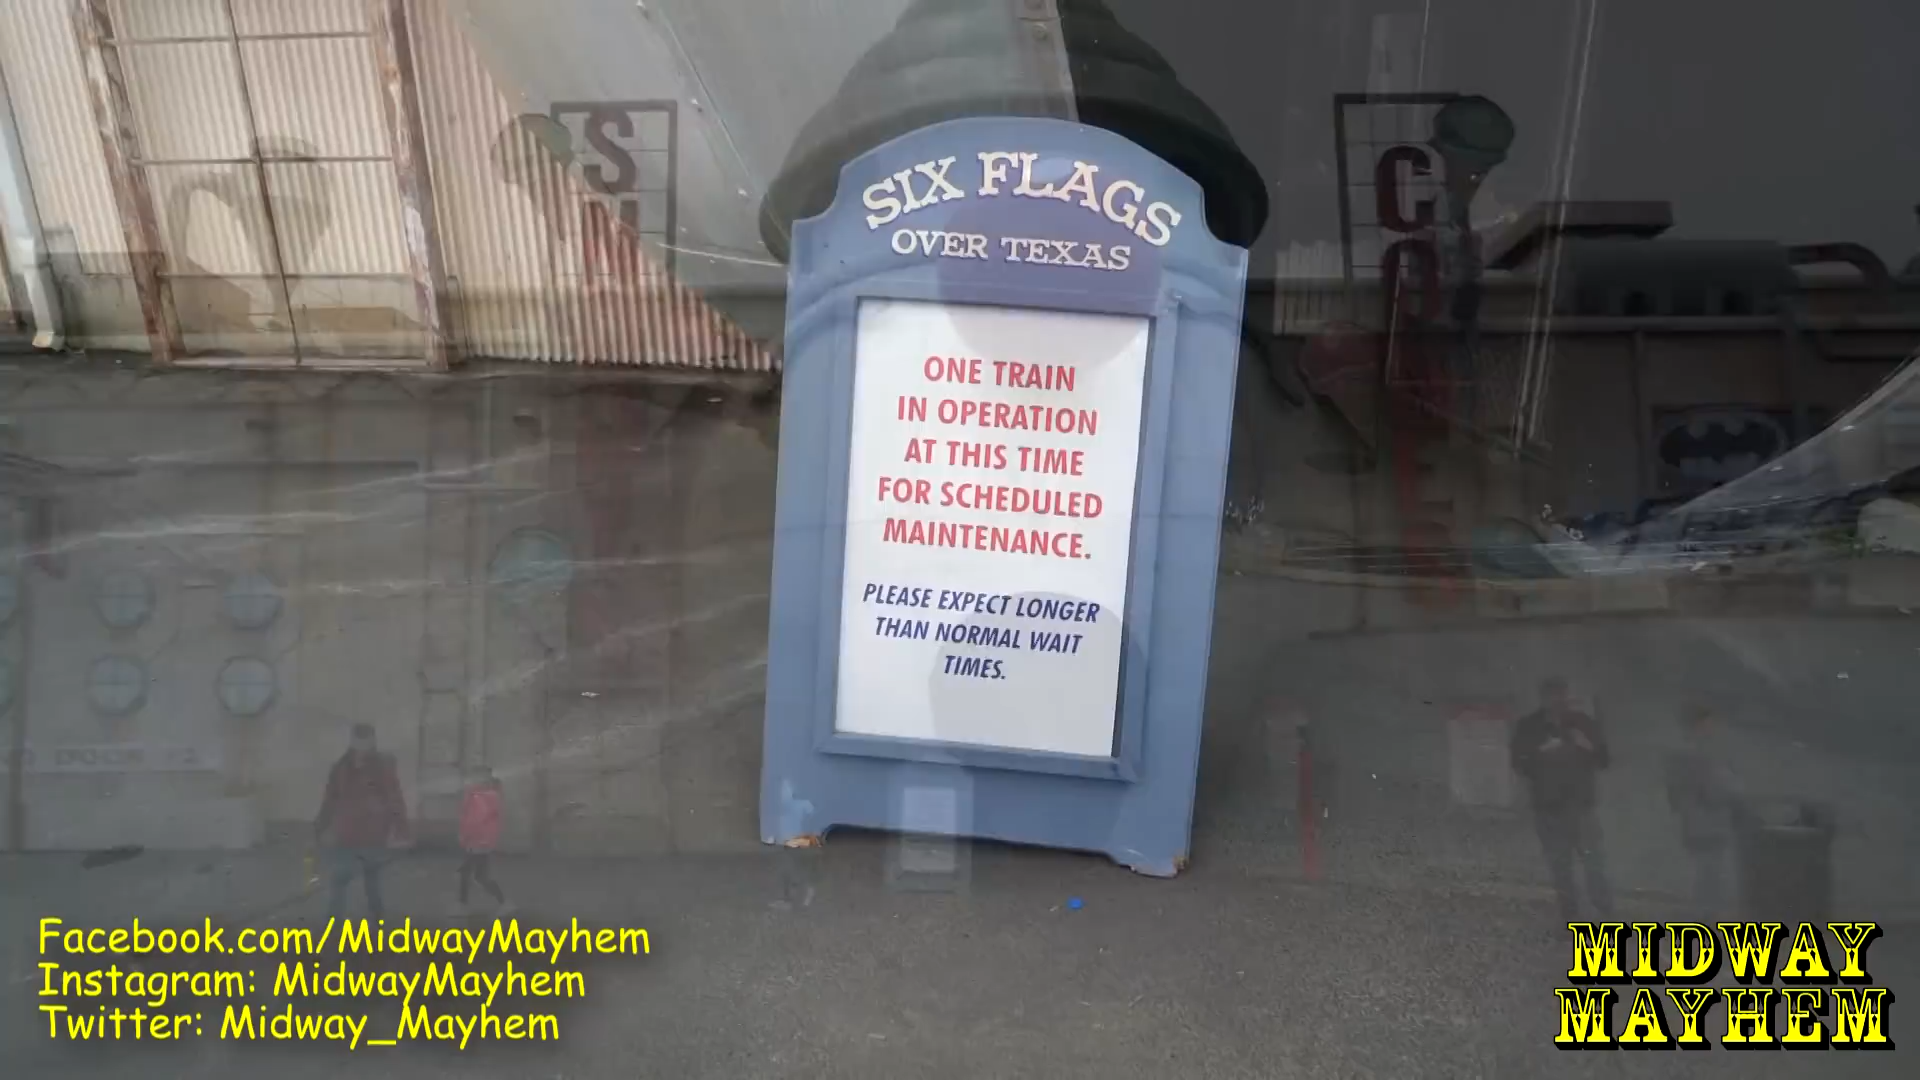 SIX FLAGS
OVER TEXAS
ONE TRAIN
IN OPERATION
AT THIS TIME
FOR SCHEDULED
MAINTENANCE.
PLEASE EXPECT LONGER
THAN NORMAL WAIT
TIMES.
Facebook.com/MidwayMayhem
Instagram: MidwayMayhem
Twitter: Midway_Mayhem
MIDWAY
MAYHEM